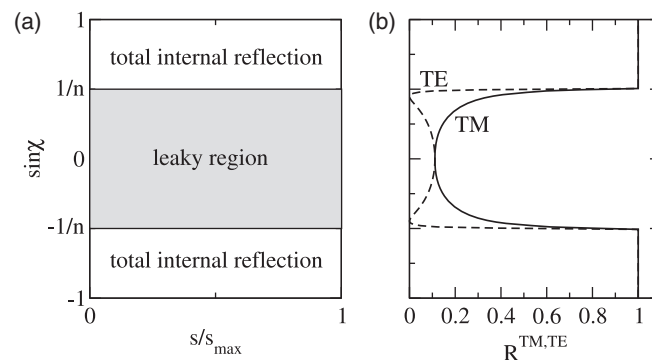 (a)
1
total internal reflection
1/n
leaky region
sinχ
0
-1/n
total internal reflection
-1
0
1
s/s_max
(b)
TE
TM
0 0.2 0.4 0.6 0.8 1
R^TM,TE